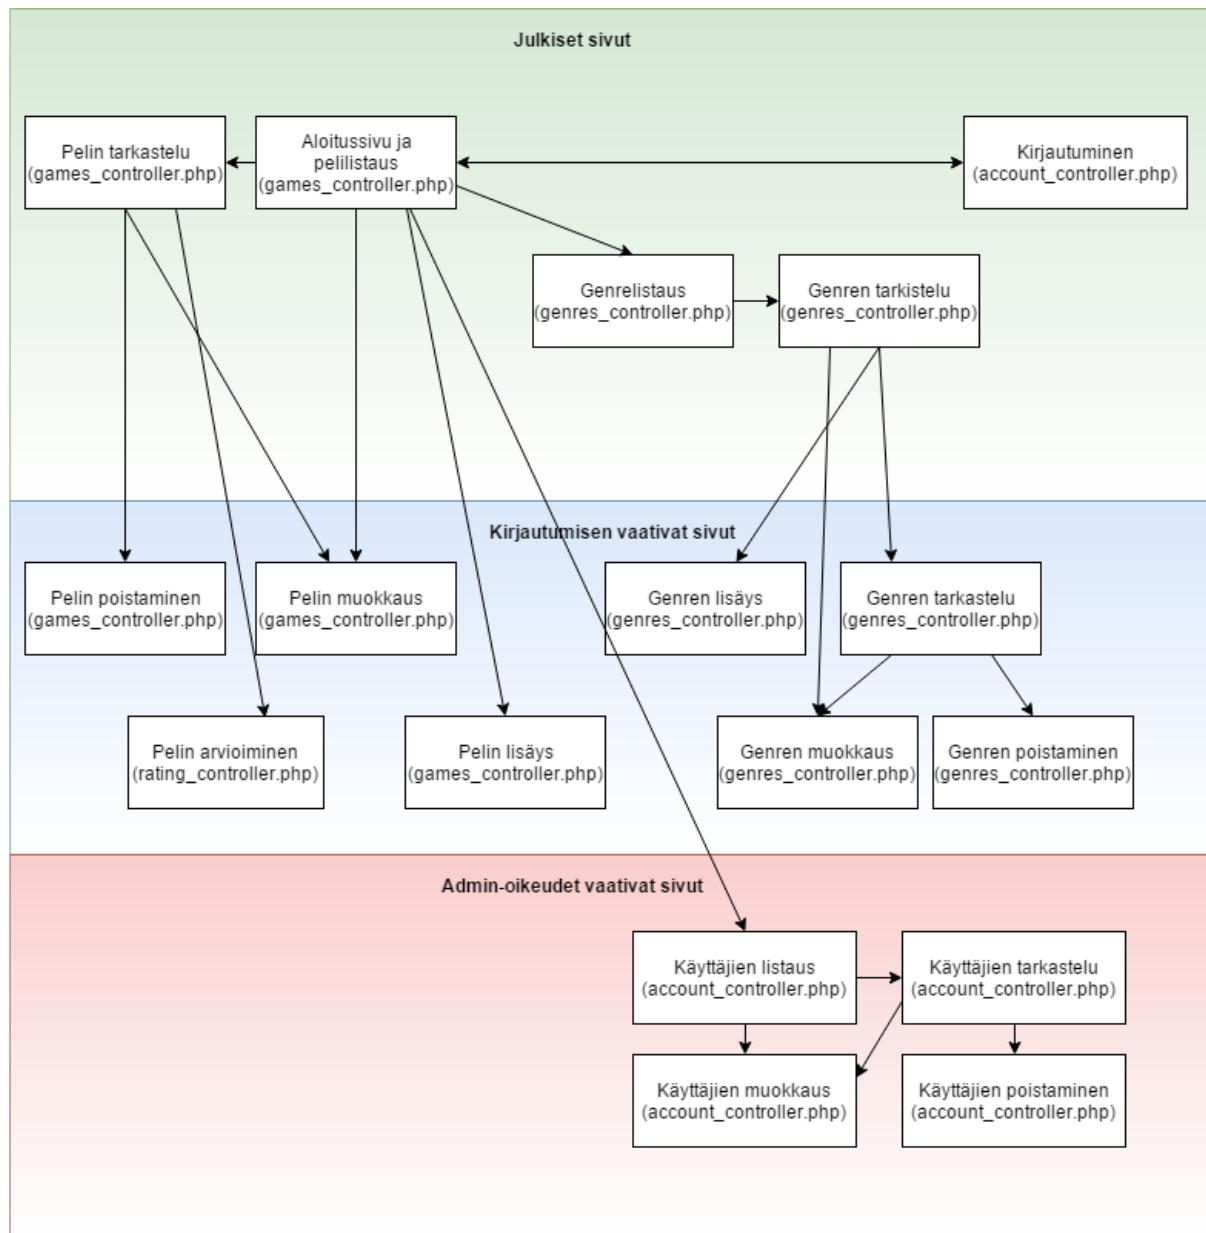 Julkiset sivut
Pelin tarkastelu
(games_controller.php)
Aloitussivu ja
pelilistaus
(games_controller.php)
Kirjautuminen
(account_controller.php)
Genrelistaus
(genres_controller.php)
Genren tarkistelu
(genres_controller.php)
Kirjautumisen vaativat sivut
Pelin poistaminen
(games_controller.php)
Pelin muokkaus
(games_controller.php)
Genren lisäys
(genres_controller.php)
Genren tarkastelu
(genres_controller.php)
Pelin arvioiminen
(rating_controller.php)
Pelin lisäys
(games_controller.php)
Genren muokkaus
(genres_controller.php)
Genren poistaminen
(genres_controller.php)
Admin-oikeudet vaativat sivut
Käyttäjien listaus
(account_controller.php)
Käyttäjien tarkastelu
(account_controller.php)
Käyttäjien muokkaus
(account_controller.php)
Käyttäjien poistaminen
(account_controller.php)